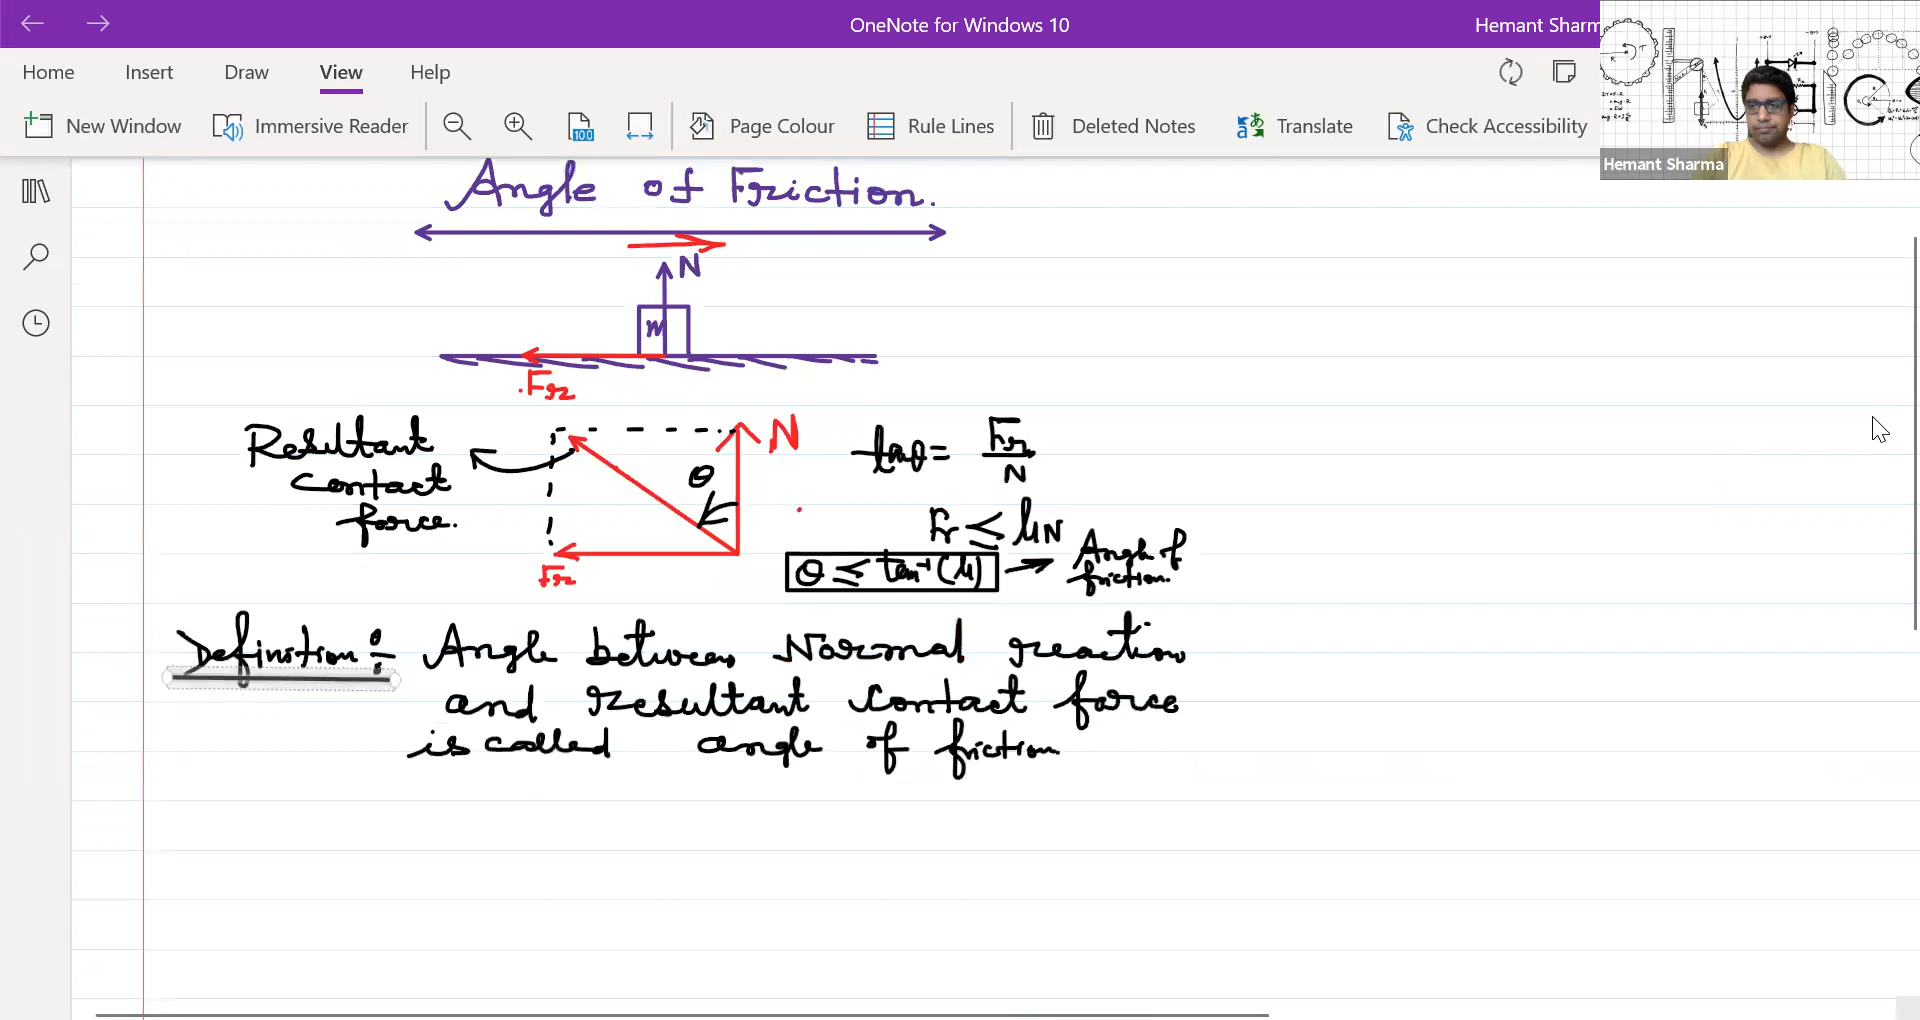 OneNote for Windows 10
Hemant Sharm
Home Insert Draw View Help
New Window Immersive Reader 100 Page Colour Rule Lines Deleted Notes Translate Check Accessibility
Hemant Sharma
Angle of Friction.
N
m
Fr
Resultant
contact
force.
θ
N
Fr
tanθ = Fr/N
Fr ≤ μN
θ ≤ tan⁻¹(μ) → Angle of
friction.
Definition :- Angle between Normal reaction
and resultant contact force
is called angle of friction